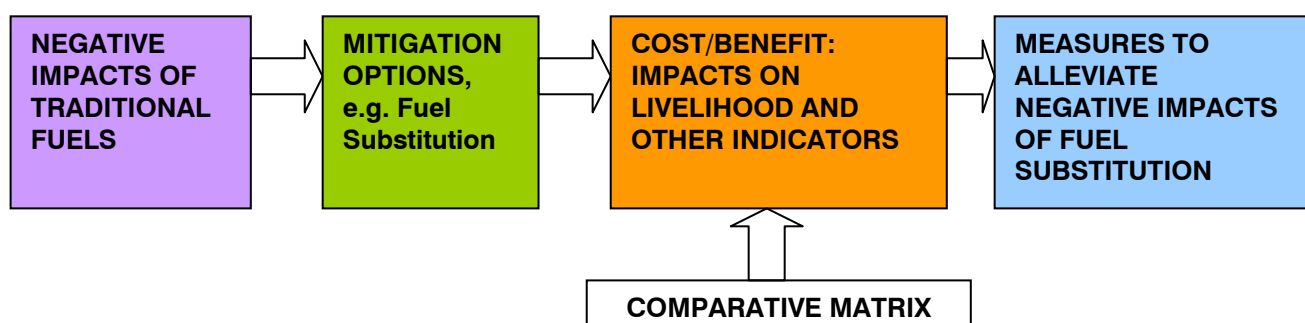 NEGATIVE
IMPACTS OF
TRADITIONAL
FUELS
MITIGATION
OPTIONS,
e.g. Fuel
Substitution
COST/BENEFIT:
IMPACTS ON
LIVELIHOOD AND
OTHER INDICATORS
MEASURES TO
ALLEVIATE
NEGATIVE IMPACTS
OF FUEL
SUBSTITUTION
COMPARATIVE MATRIX